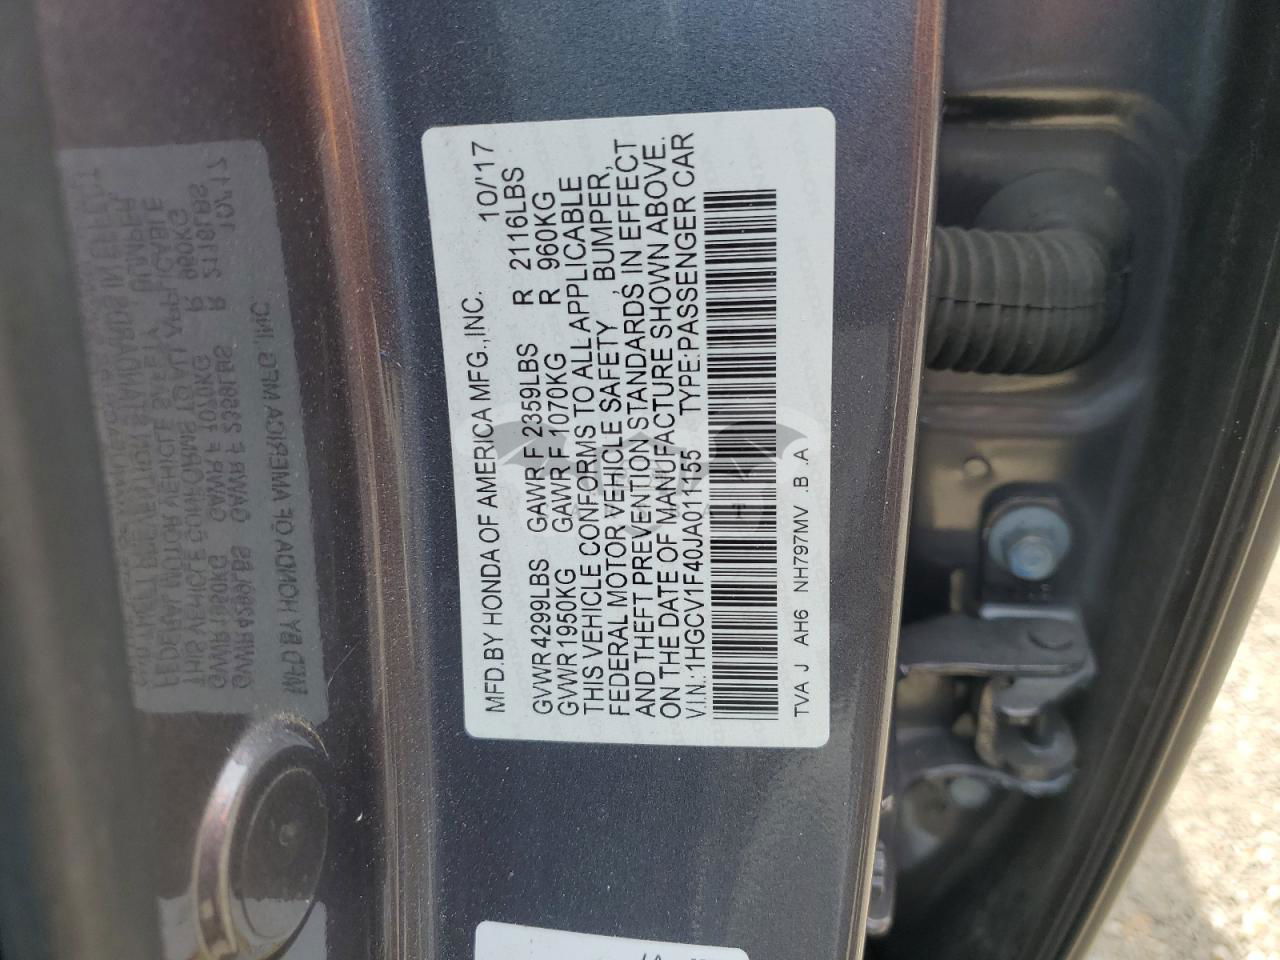 MFD.BY HONDA OF AMERICA MFG.,INC. 10/17
GVWR 4299LBS GAWR F 2359LBS R 2116LBS
GVWR 1950KG GAWR F 1070KG R 960KG
THIS VEHICLE CONFORMS TO ALL APPLICABLE
FEDERAL MOTOR VEHICLE SAFETY, BUMPER,
AND THEFT PREVENTION STANDARDS IN EFFECT
ON THE DATE OF MANUFACTURE SHOWN ABOVE.
V.I.N.:1HGCV1F40JA011155 TYPE:PASSENGER CAR
TVA J AH6 NH797MV .B .A